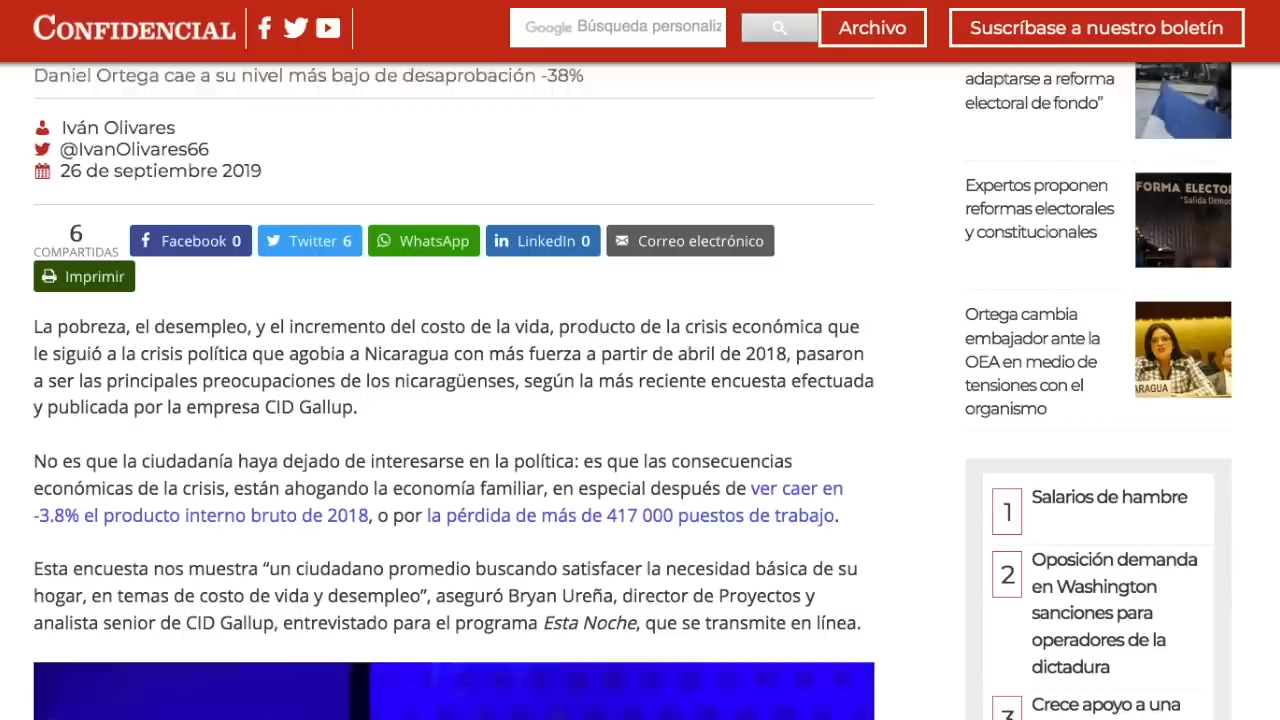 CONFIDENCIAL
Google Búsqueda personaliz
Archivo
Suscríbase a nuestro boletín
Daniel Ortega cae a su nivel más bajo de desaprobación -38%
Iván Olivares
@IvanOlivares66
26 de septiembre 2019
6
COMPARTIDAS
Facebook 0
Twitter 6
WhatsApp
LinkedIn 0
Correo electrónico
Imprimir
La pobreza, el desempleo, y el incremento del costo de la vida, producto de la crisis económica que
le siguió a la crisis política que agobia a Nicaragua con más fuerza a partir de abril de 2018, pasaron
a ser las principales preocupaciones de los nicaragüenses, según la más reciente encuesta efectuada
y publicada por la empresa CID Gallup.
No es que la ciudadanía haya dejado de interesarse en la política: es que las consecuencias
económicas de la crisis, están ahogando la economía familiar, en especial después de ver caer en
-3.8% el producto interno bruto de 2018, o por la pérdida de más de 417 000 puestos de trabajo.
Esta encuesta nos muestra “un ciudadano promedio buscando satisfacer la necesidad básica de su
hogar, en temas de costo de vida y desempleo”, aseguró Bryan Ureña, director de Proyectos y
analista senior de CID Gallup, entrevistado para el programa Esta Noche, que se transmite en línea.
adaptarse a reforma
electoral de fondo"
Expertos proponen
reformas electorales
y constitucionales
FORMA ELECTOR
"Salida Democ
Ortega cambia
embajador ante la
OEA en medio de
tensiones con el
organismo
ARAGUA
1 Salarios de hambre
2 Oposición demanda
en Washington
sanciones para
operadores de la
dictadura
3 Crece apoyo a una